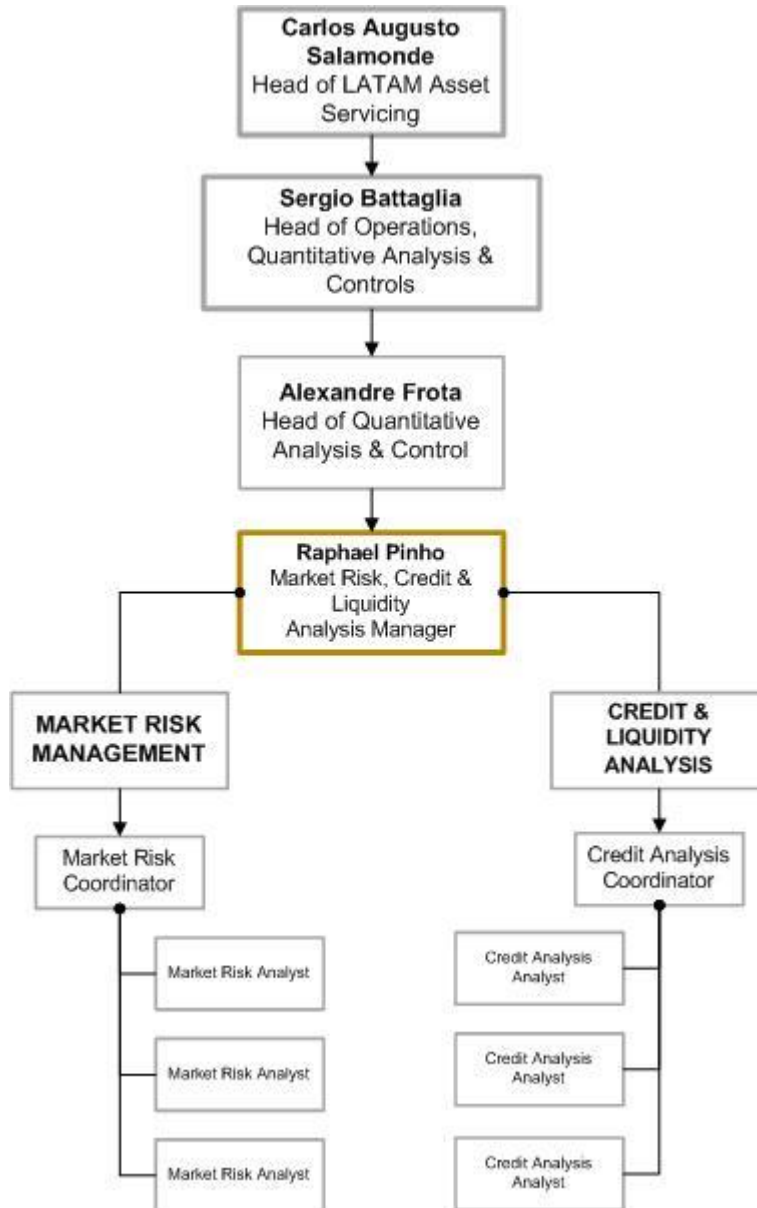 Carlos Augusto
Salamonde
Head of LATAM Asset
Servicing
Sergio Battaglia
Head of Operations,
Quantitative Analysis &
Controls
Alexandre Frota
Head of Quantitative
Analysis & Control
Raphael Pinho
Market Risk, Credit &
Liquidity
Analysis Manager
MARKET RISK
MANAGEMENT
CREDIT &
LIQUIDITY
ANALYSIS
Market Risk
Coordinator
Credit Analysis
Coordinator
Market Risk Analyst
Credit Analysis
Analyst
Market Risk Analyst
Credit Analysis
Analyst
Market Risk Analyst
Credit Analysis
Analyst